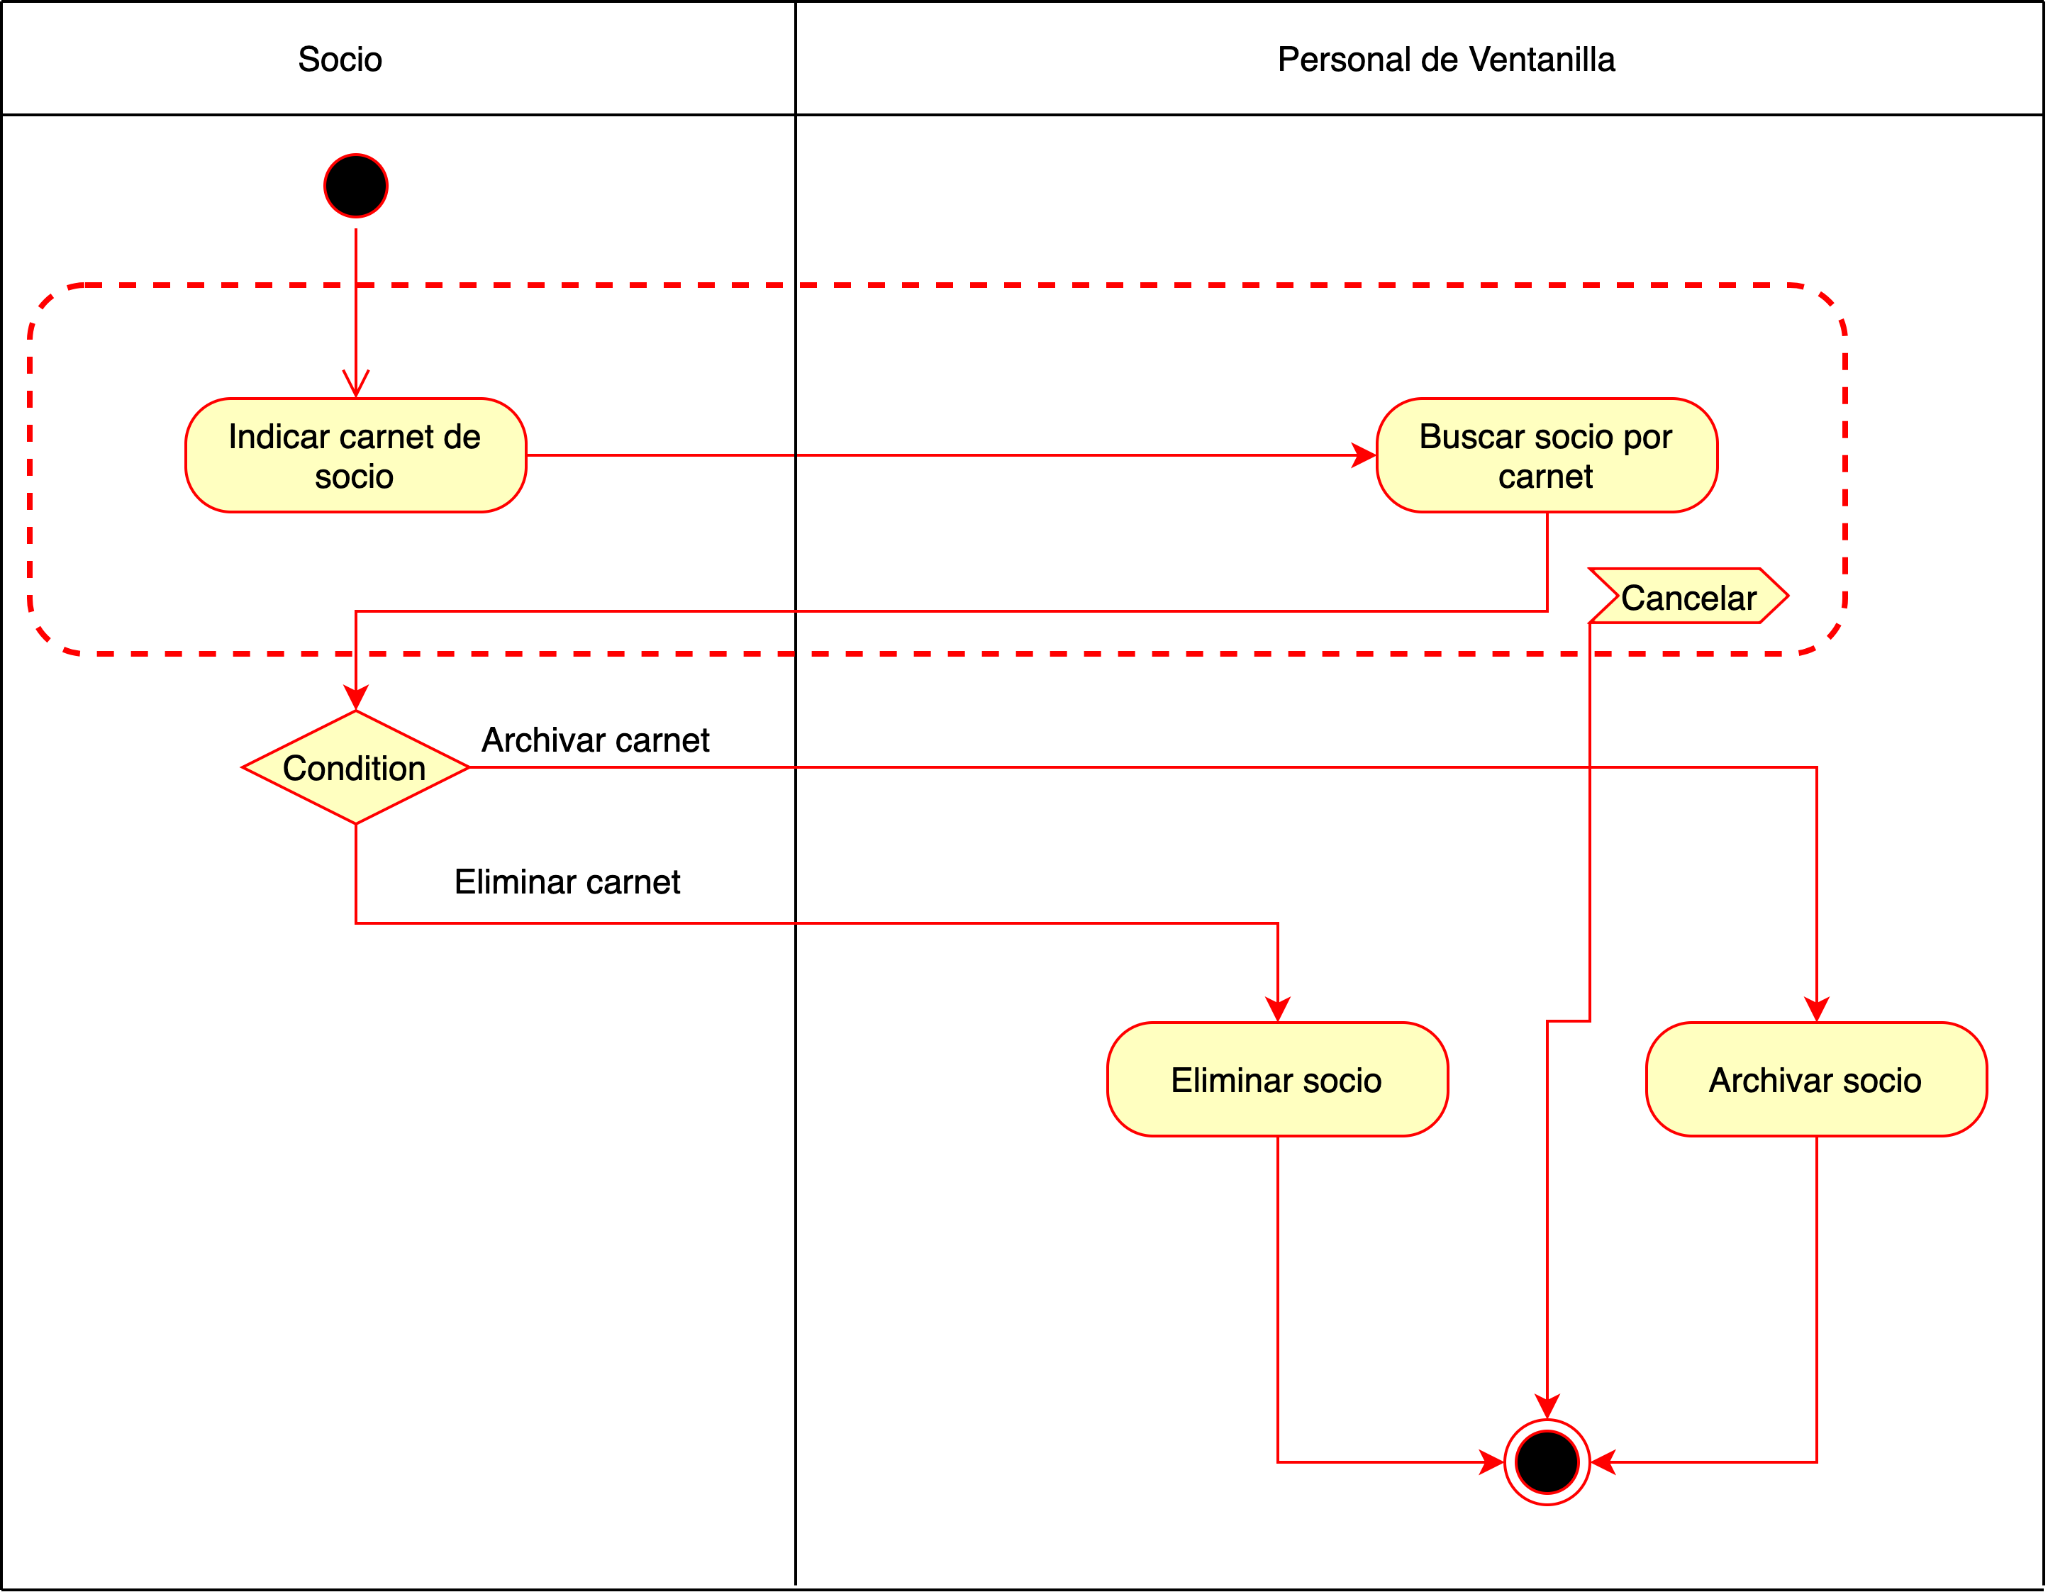 Socio
Personal de Ventanilla
Indicar carnet de
socio
Buscar socio por
carnet
Cancelar
Archivar carnet
Condition
Eliminar carnet
Eliminar socio
Archivar socio